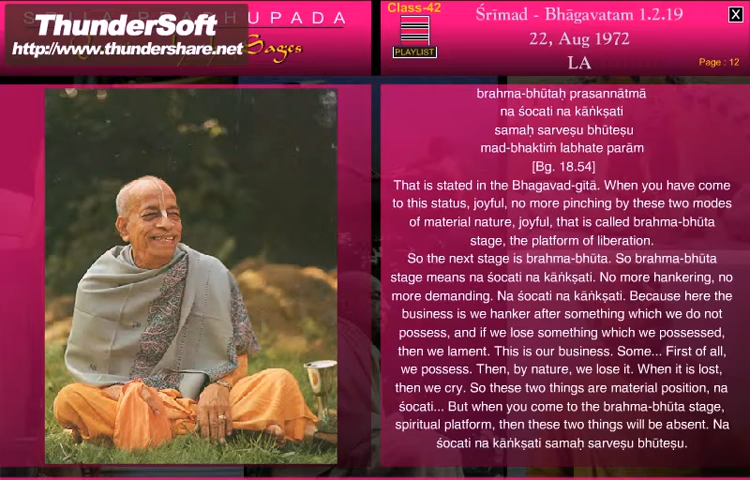 ThunderSoft
http://www.thundershare.net
HUPADA
Sages
Class-42
PLAYLIST
Śrīmad - Bhāgavatam 1.2.19
22, Aug 1972
LA
X
Page : 12
brahma-bhūtaḥ prasannātmā
na śocati na kāṅkṣati
samaḥ sarveṣu bhūteṣu
mad-bhaktiṁ labhate parām
[Bg. 18.54]
That is stated in the Bhagavad-gītā. When you have come
to this status, joyful, no more pinching by these two modes
of material nature, joyful, that is called brahma-bhūta
stage, the platform of liberation.
So the next stage is brahma-bhūta. So brahma-bhūta
stage means na śocati na kāṅkṣati. No more hankering, no
more demanding. Na śocati na kāṅkṣati. Because here the
business is we hanker after something which we do not
possess, and if we lose something which we possessed,
then we lament. This is our business. Some... First of all,
we possess. Then, by nature, we lose it. When it is lost,
then we cry. So these two things are material position, na
śocati... But when you come to the brahma-bhūta stage,
spiritual platform, then these two things will be absent. Na
śocati na kāṅkṣati samaḥ sarveṣu bhūteṣu.